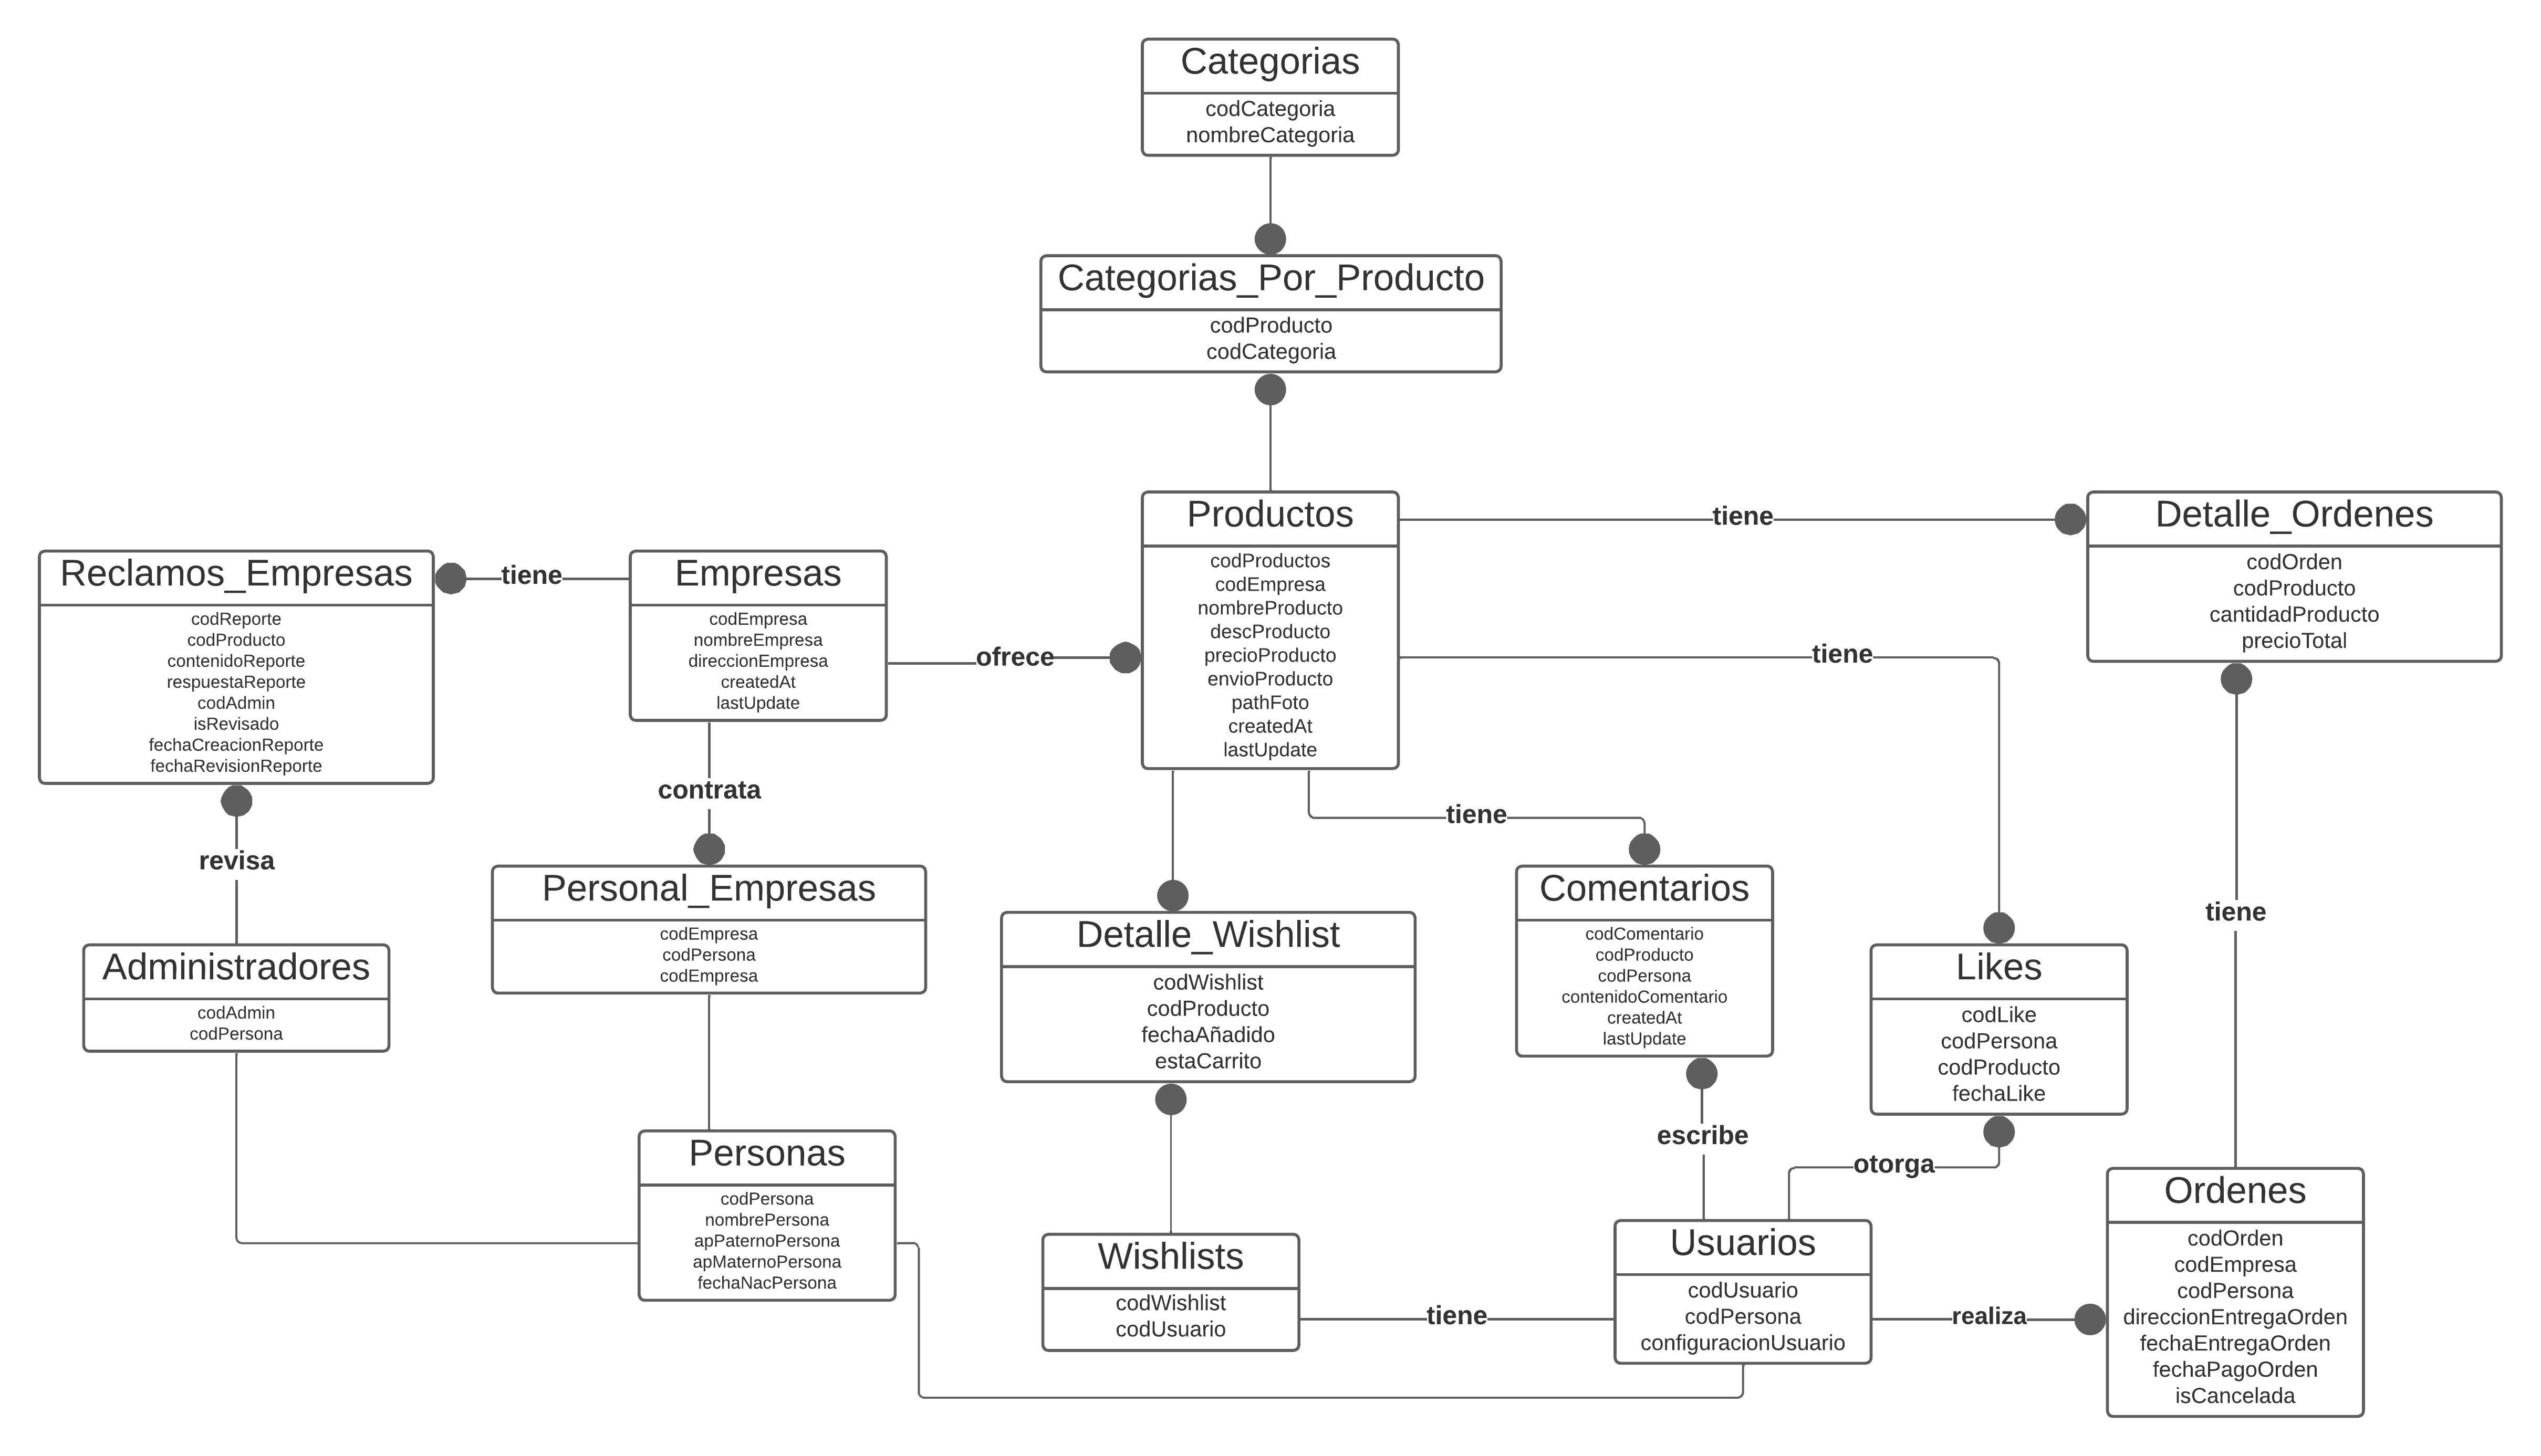 Categorias
codCategoria
nombreCategoria
Categorias_Por_Producto
codProducto
codCategoria
Productos
codProductos
codEmpresa
nombreProducto
descProducto
precioProducto
envioProducto
pathFoto
createdAt
lastUpdate
tiene
Detalle_Ordenes
codOrden
codProducto
cantidadProducto
precioTotal
Reclamos_Empresas
codReporte
codProducto
contenidoReporte
respuestaReporte
codAdmin
isRevisado
fechaCreacionReporte
fechaRevisionReporte
tiene
Empresas
codEmpresa
nombreEmpresa
direccionEmpresa
createdAt
lastUpdate
ofrece
tiene
contrata
tiene
revisa
Personal_Empresas
codEmpresa
codPersona
codEmpresa
Comentarios
codComentario
codProducto
codPersona
contenidoComentario
createdAt
lastUpdate
tiene
Detalle_Wishlist
codWishlist
codProducto
fechaAñadido
estaCarrito
Administradores
codAdmin
codPersona
Likes
codLike
codPersona
codProducto
fechaLike
escribe
otorga
Personas
codPersona
nombrePersona
apPaternoPersona
apMaternoPersona
fechaNacPersona
Wishlists
codWishlist
codUsuario
tiene
Usuarios
codUsuario
codPersona
configuracionUsuario
realiza
Ordenes
codOrden
codEmpresa
codPersona
direccionEntregaOrden
fechaEntregaOrden
fechaPagoOrden
isCancelada